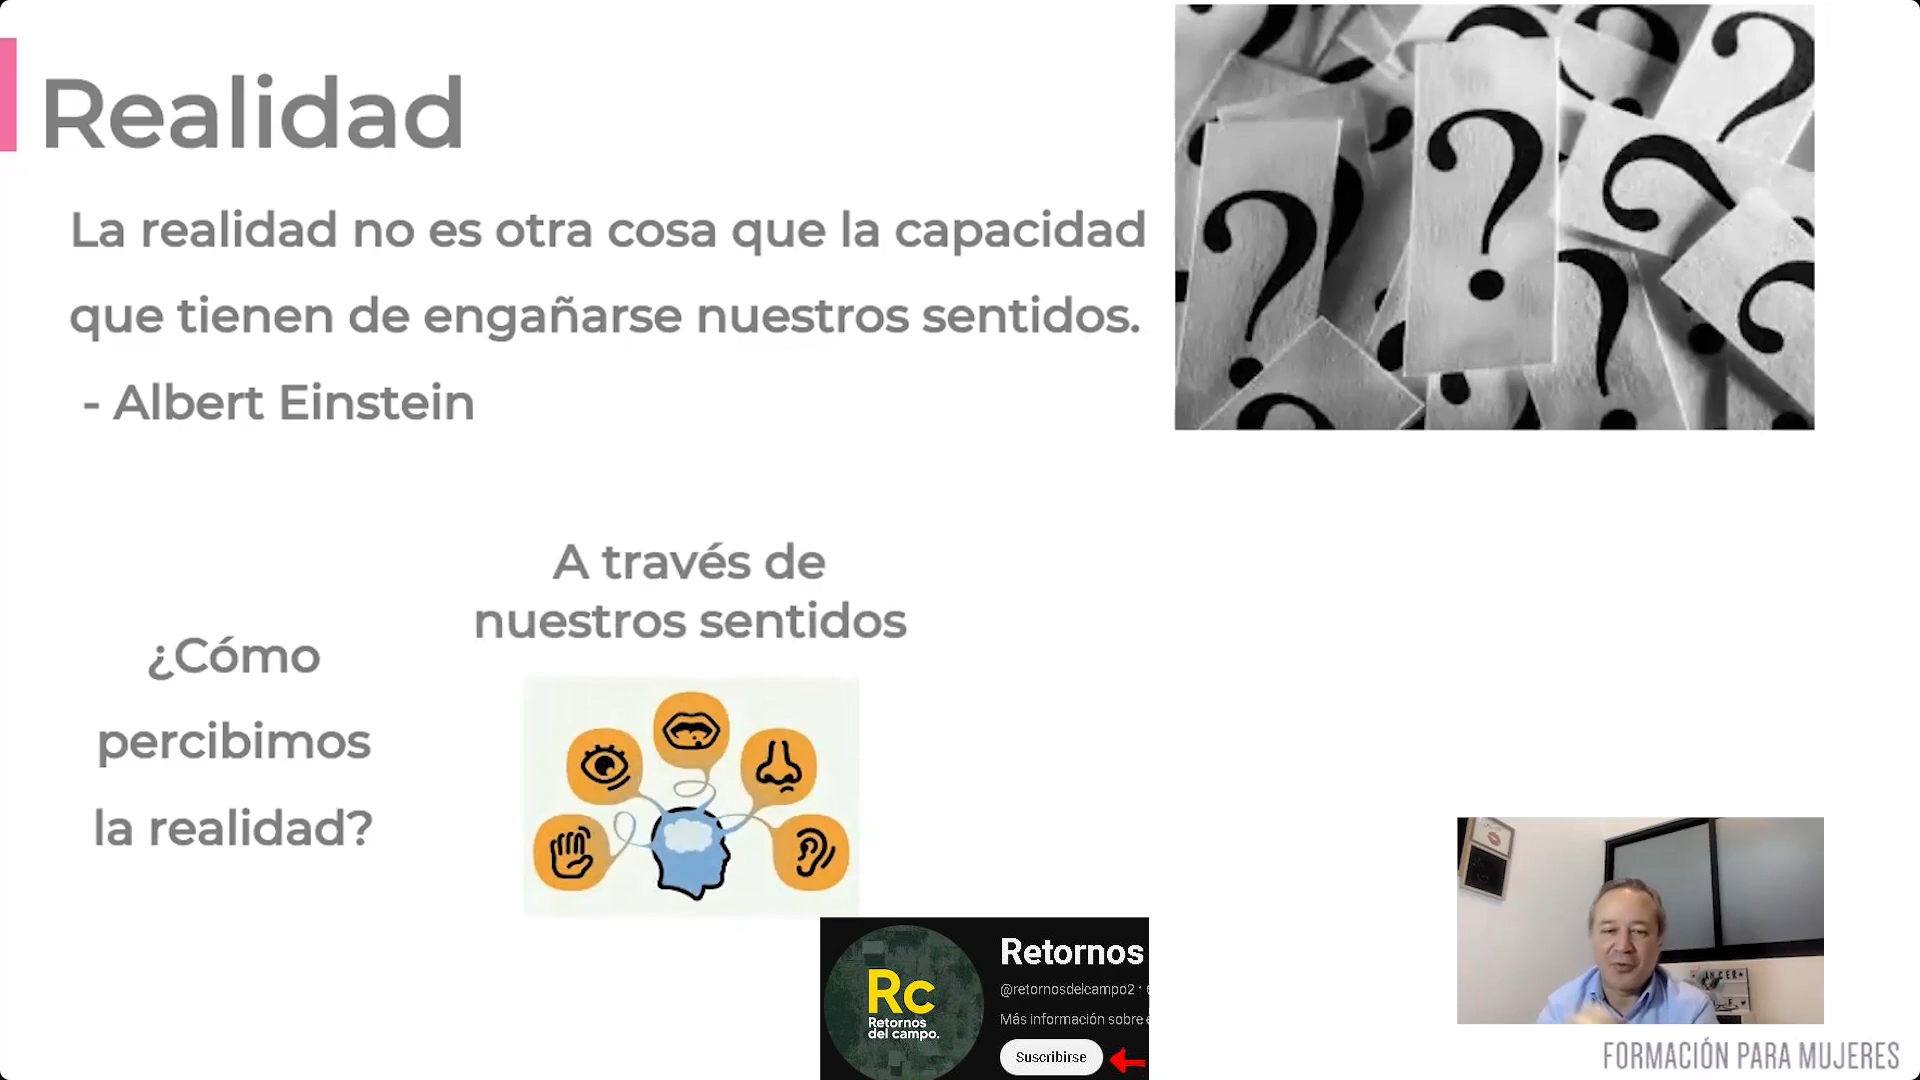 Realidad
La realidad no es otra cosa que la capacidad
que tienen de engañarse nuestros sentidos.
- Albert Einstein
A través de
nuestros sentidos
¿Cómo
percibimos
la realidad?
Rc
Retornos
del campo.
Retornos
@retornosdelcampo2
Más información sobre
Suscribirse
FORMACIÓN PARA MUJERES